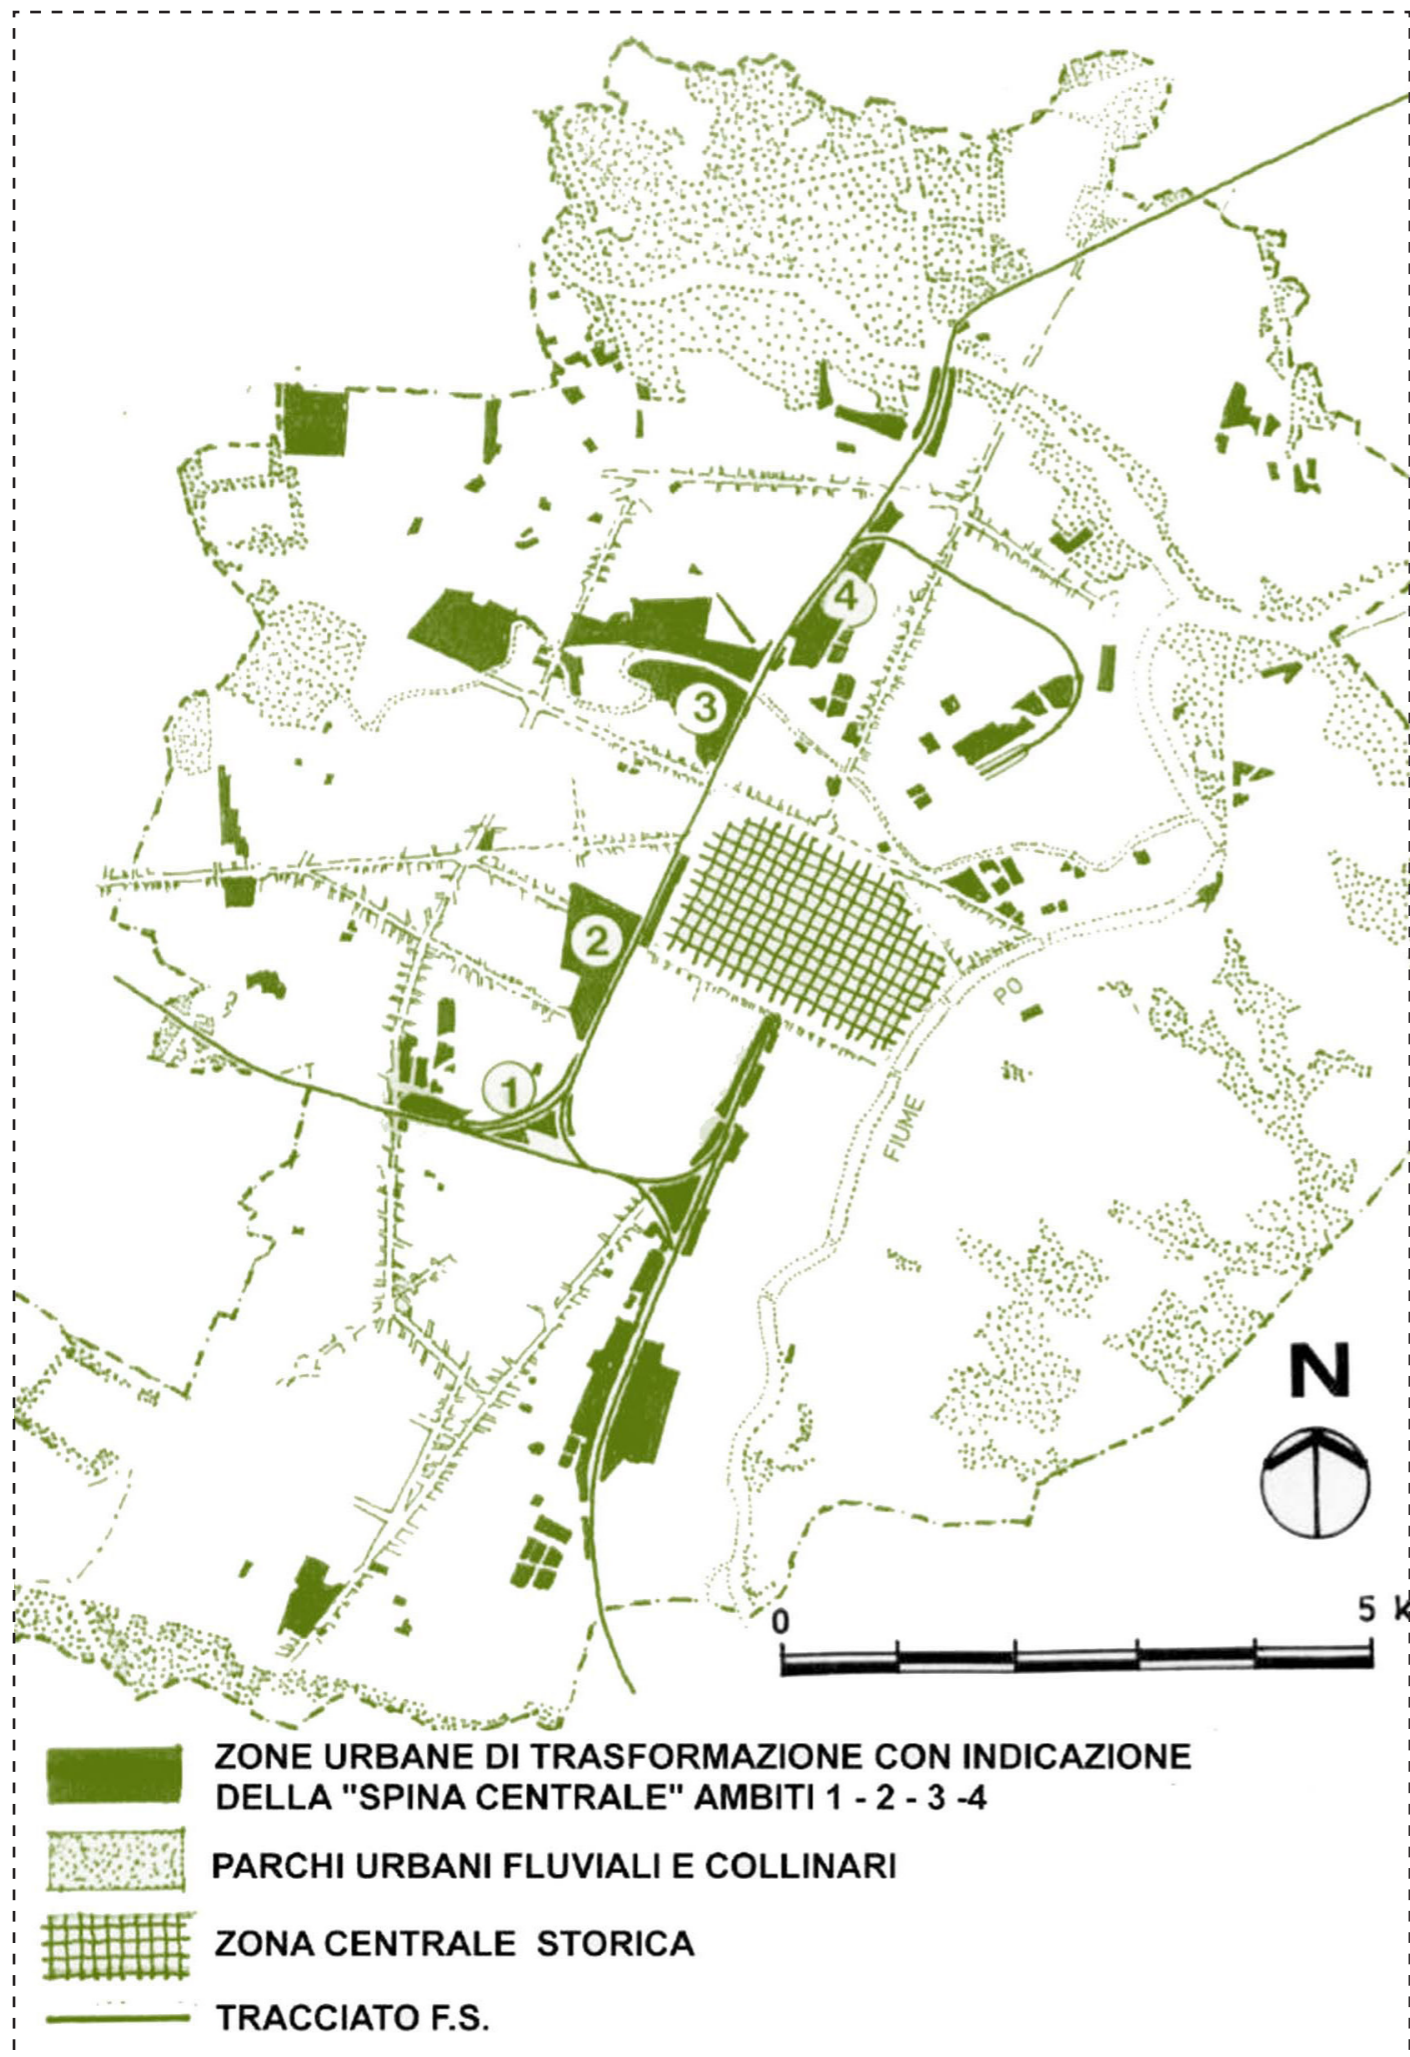 4
3
2
1
PO
FIUME
N
0
5 k
ZONE URBANE DI TRASFORMAZIONE CON INDICAZIONE
DELLA "SPINA CENTRALE" AMBITI 1 - 2 - 3 -4
PARCHI URBANI FLUVIALI E COLLINARI
ZONA CENTRALE STORICA
TRACCIATO F.S.